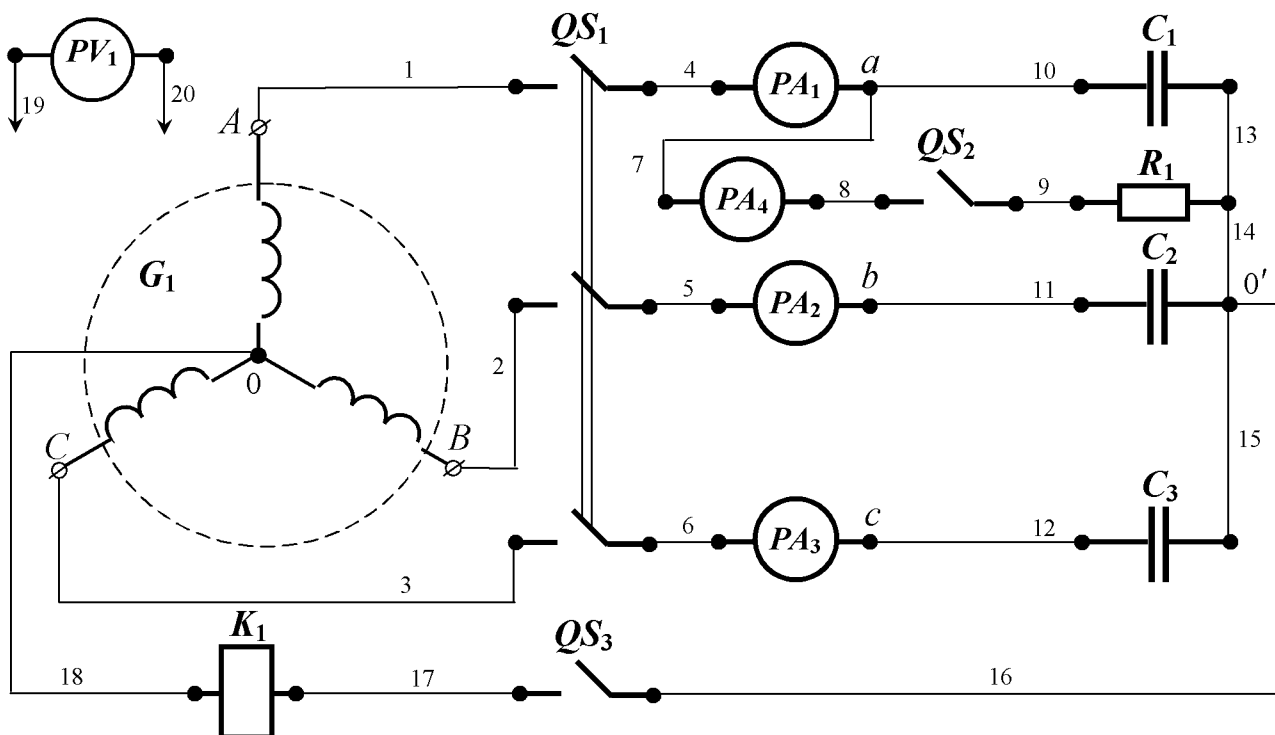 PV₁
19
20
1
QS₁
4
PA₁
a
10
C₁
A
13
7
PA₄
8
QS₂
9
R₁
14
G₁
5
PA₂
b
11
C₂
0′
2
0
C
B
15
6
PA₃
c
12
C₃
3
K₁
QS₃
18
17
16